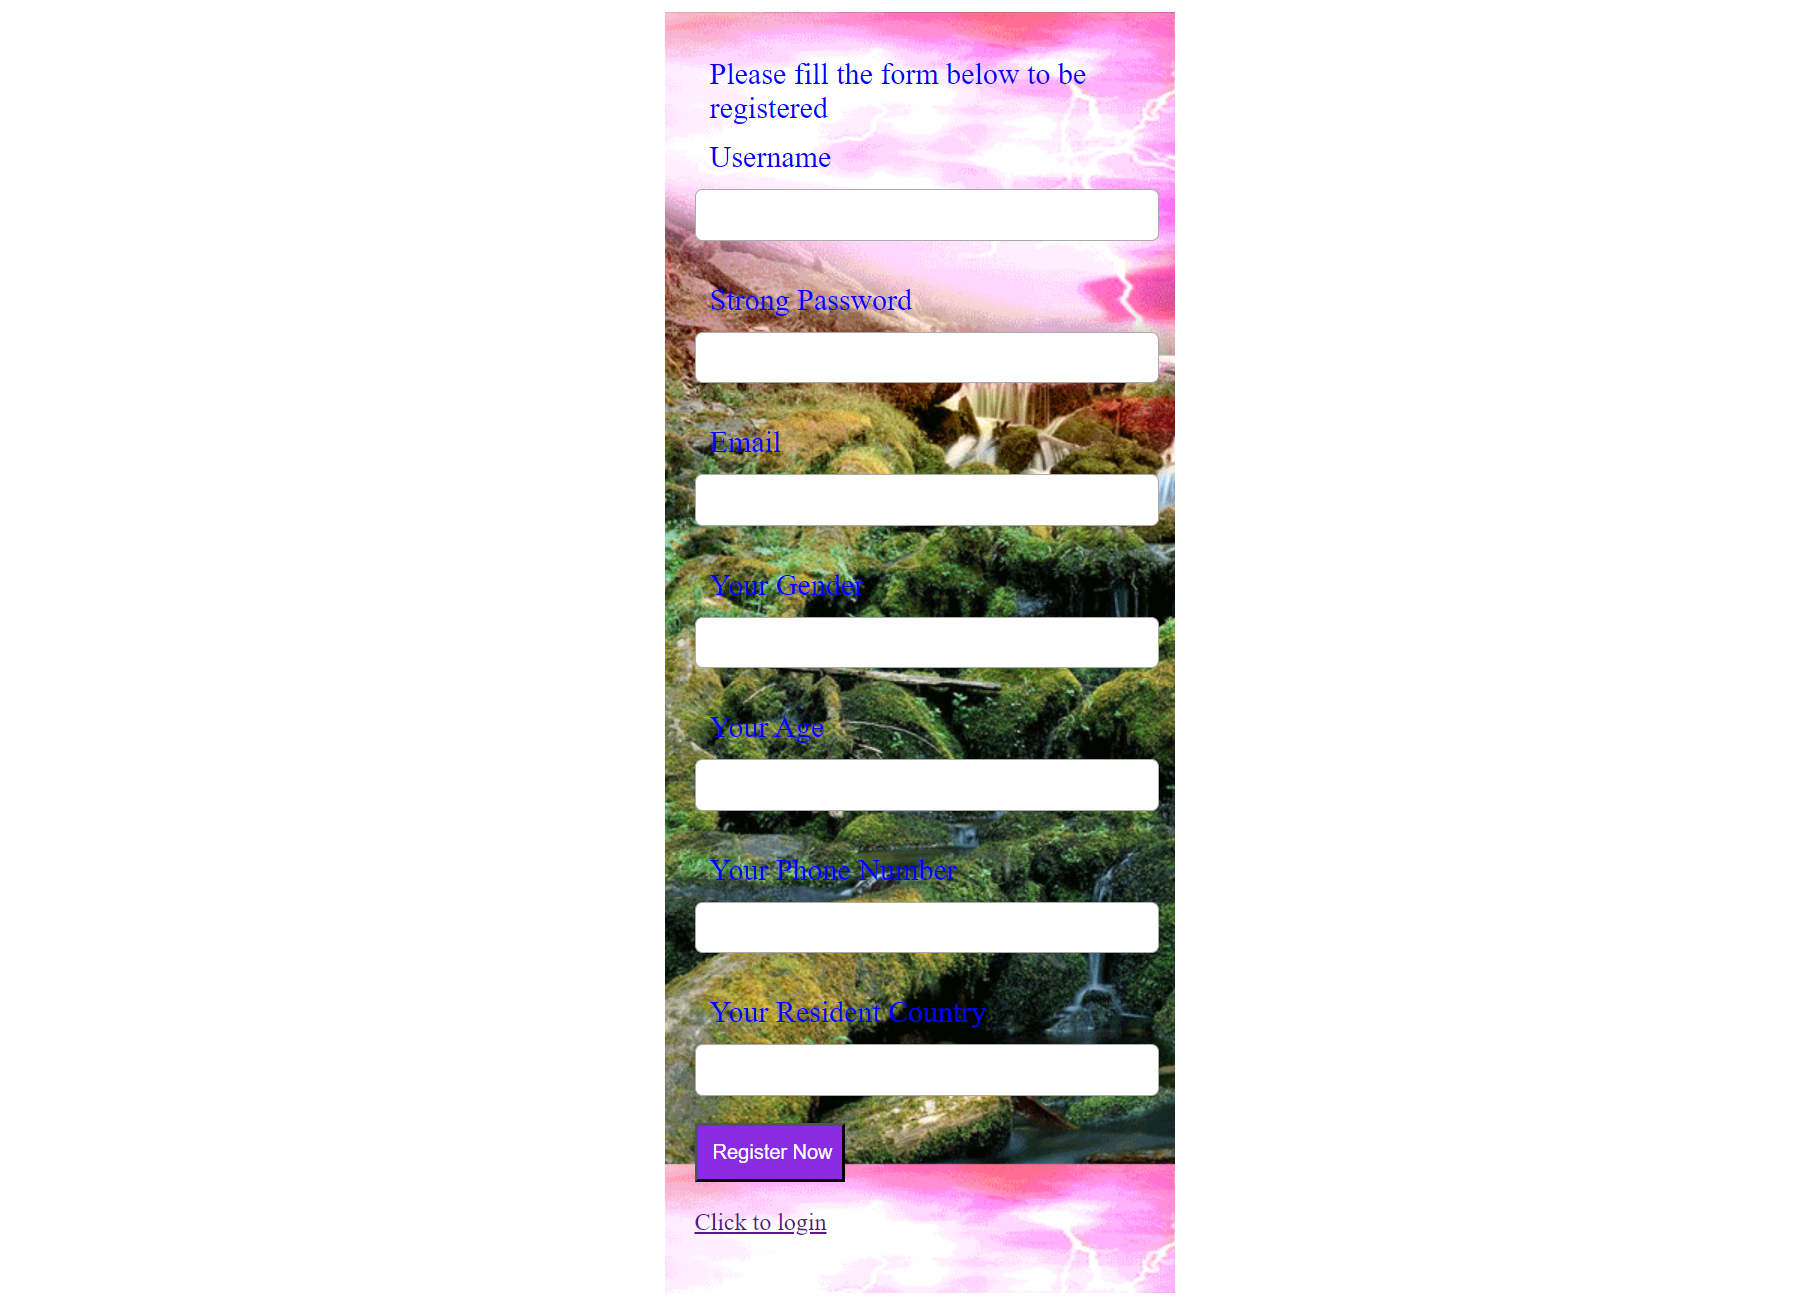 Please fill the form below to be
registered
Username
Strong Password
Email
Your Gender
Your Age
Your Phone Number
Your Resident Country
Register Now
Click to login